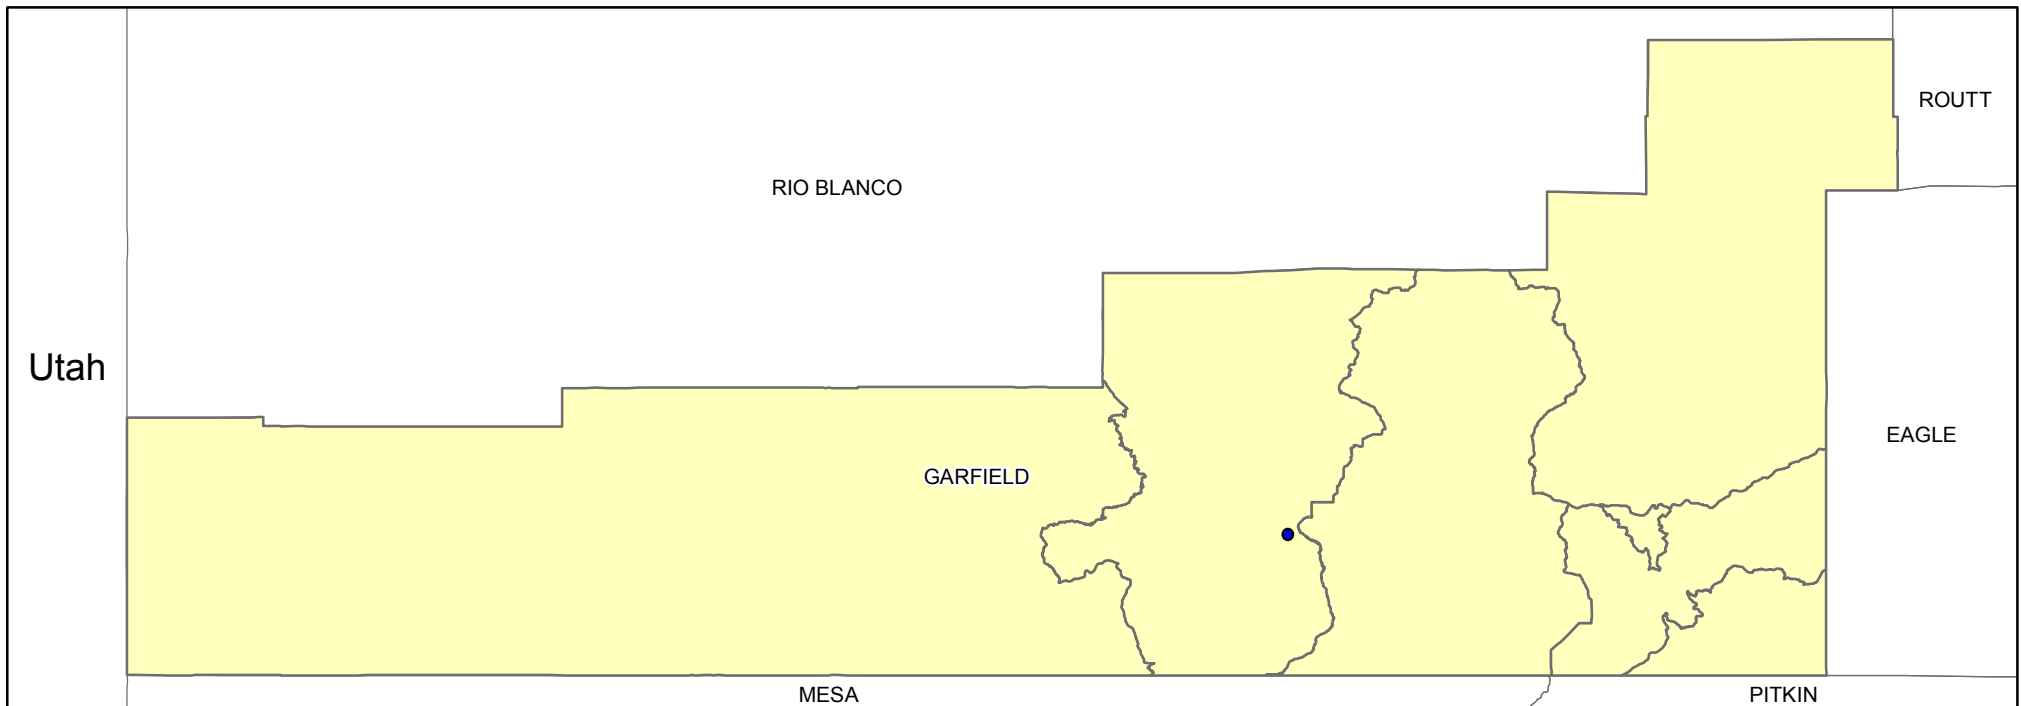 ROUTT
RIO BLANCO
Utah
EAGLE
GARFIELD
MESA
PITKIN